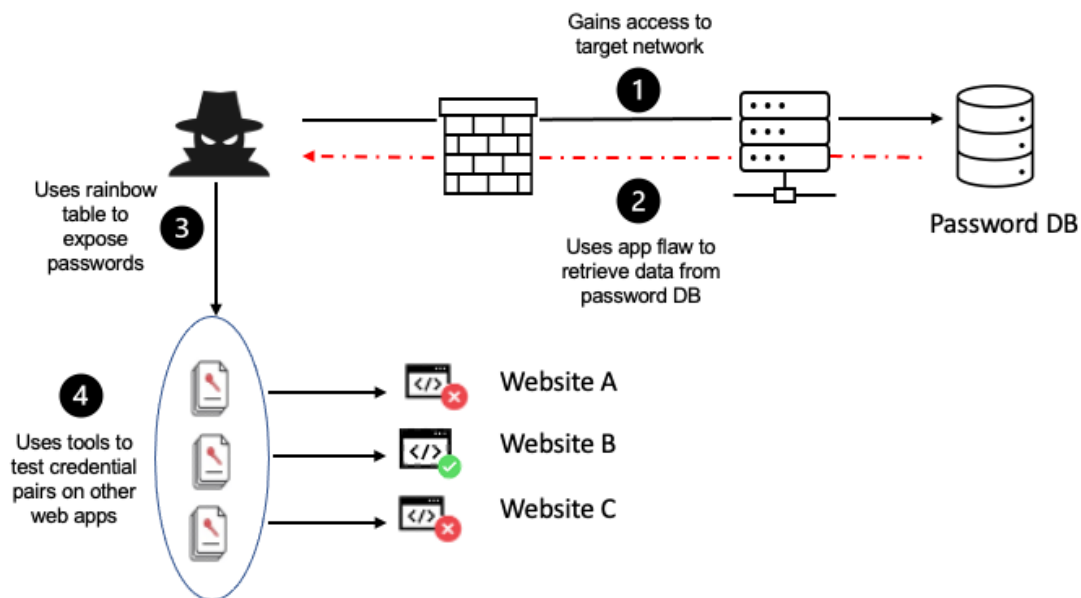 Gains access to
target network
1
2
Uses app flaw to
retrieve data from
password DB
Password DB
Uses rainbow
table to
expose
passwords
3
4
Uses tools to
test credential
pairs on other
web apps
</> Website A
</> Website B
</> Website C